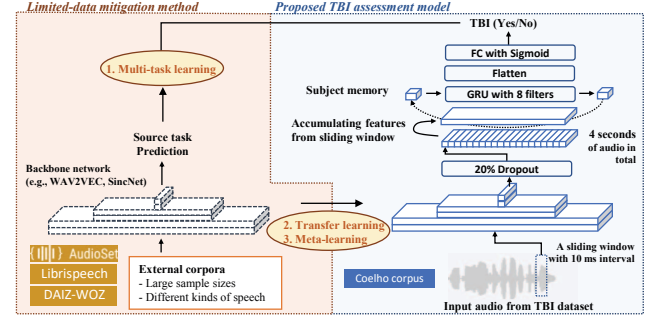 Limited-data mitigation method
Proposed TBI assessment model
TBI (Yes/No)
1. Multi-task learning
FC with Sigmoid
Flatten
Subject memory
GRU with 8 filters
Accumulating features
from sliding window
4 seconds
of audio in
total
Source task
Prediction
20% Dropout
Backbone network
(e.g., WAV2VEC, SincNet)
2. Transfer learning
3. Meta-learning
A sliding window
with 10 ms interval
AudioSet
Librispeech
DAIZ-WOZ
External corpora
- Large sample sizes
- Different kinds of speech
Coelho corpus
Input audio from TBI dataset